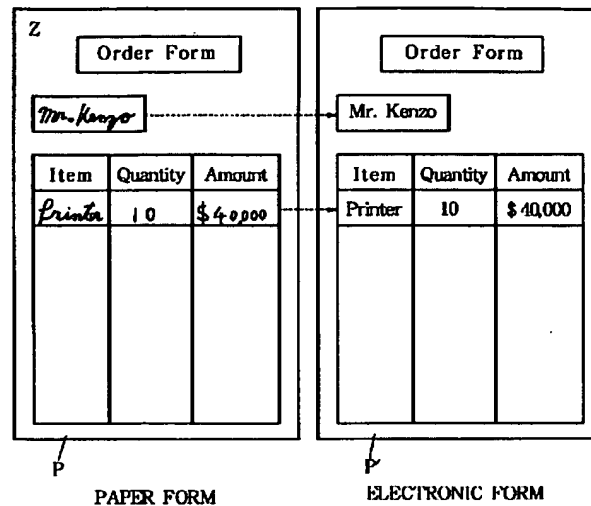 Z
Order Form
Mr. Kenzo
Item Quantity Amount
Printer 10 $40,000
P
PAPER FORM
Order Form
Mr. Kenzo
Item Quantity Amount
Printer 10 $40,000
P'
ELECTRONIC FORM